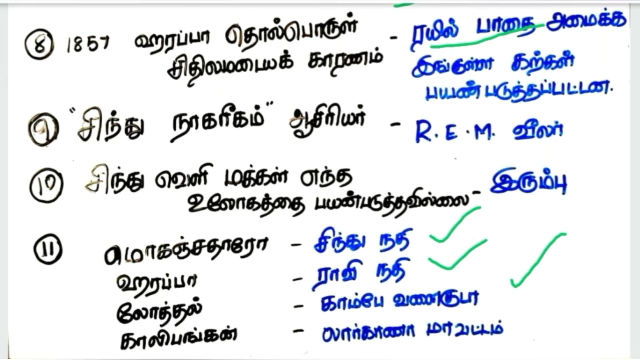 ⑧ 1857 ஹரப்பா தொல்பொருள் - ரயில் பாதை அமைக்க
சிதிலமடையக் காரணம் இங்குள்ள கற்கள்
பயன்படுத்தப்பட்டன.
⑨ "சிந்து நாகரீகம்" ஆசிரியர் - R.E.M. வீலர்
⑩ சிந்து வெளி மக்கள் எந்த
உலோகத்தை பயன்படுத்தவில்லை - இரும்பு
⑪ மொகஞ்சதாரோ - சிந்து நதி
ஹரப்பா - ராவி நதி
லோத்தல் - காம்பே வளைகுடா
காலிபங்கன் - லார்கானா மாவட்டம்